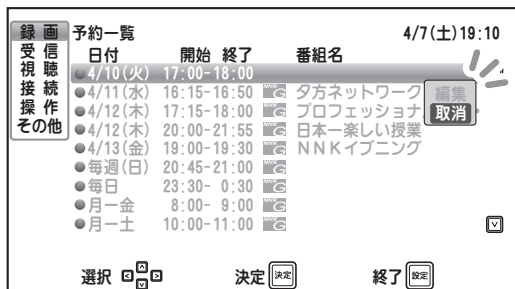 録画
受信
視聴
接続
操作
その他
予約一覧 4/7(土)19:10
日付 開始 終了 番組名
●4/10(火) 17:00-18:00
●4/11(水) 16:15-16:50 G 夕方ネットワーク
●4/12(木) 17:15-18:00 G プロフェッショナ
●4/12(木) 20:00-21:55 G 日本一楽しい授業
●4/13(金) 19:00-19:30 G NNKイブニング
●毎週(日) 20:45-21:00 G
●毎日 23:30- 0:30 G
●月ー金 8:00- 9:00 G
●月ー土 10:00-11:00 G
編集
取消
選択 決定 決定 終了 設定